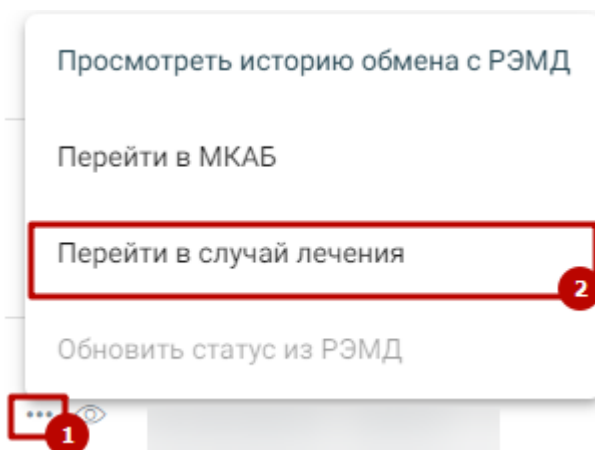 Просмотреть историю обмена с РЭМД
Перейти в МКАБ
Перейти в случай лечения
2
Обновить статус из РЭМД
1